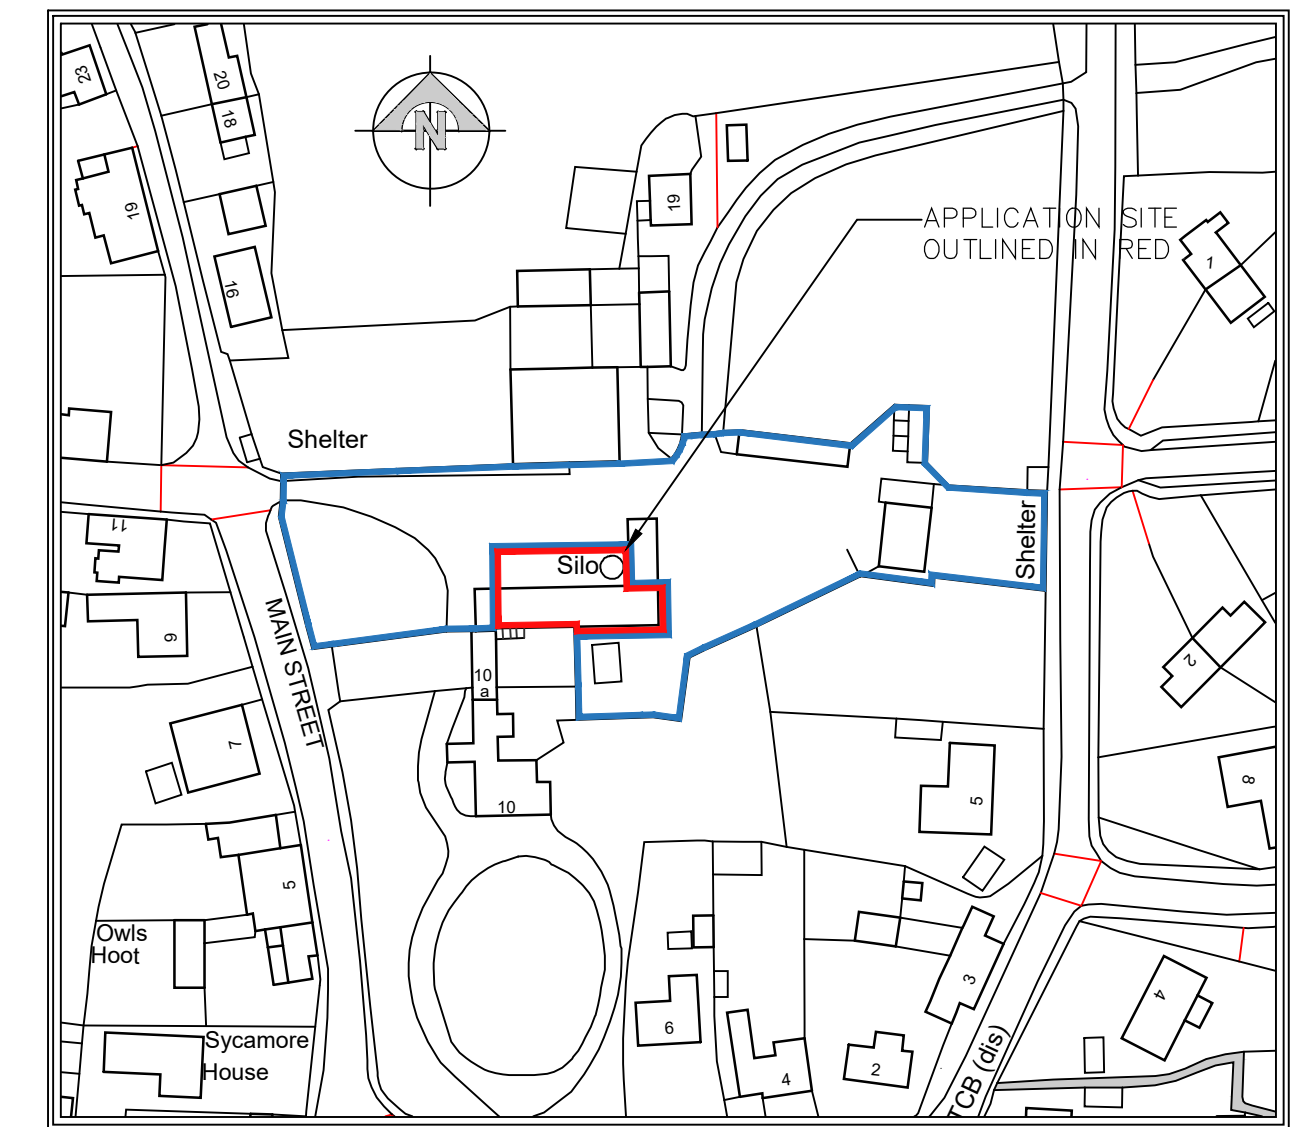 23
20
18
N
19
19
16
APPLICATION SITE
OUTLINED IN RED
1
Shelter
11
Silo
Shelter
9
MAIN STREET
10
a
2
7
8
10
5
5
Owls
Hoot
3
4
6
Sycamore
House
4
2
TCB (dis)